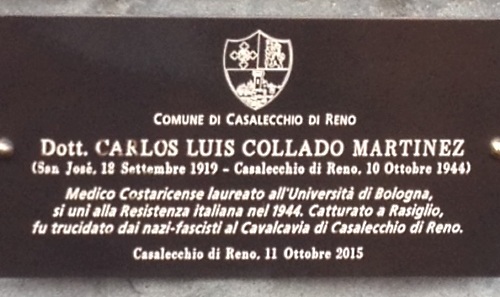 COMUNE DI CASALECCHIO DI RENO
Dott. CARLOS LUIS COLLADO MARTINEZ
(San José, 18 Settembre 1919 - Casalecchio di Reno, 10 Ottobre 1944)
Medico Costaricense laureato all'Università di Bologna,
si unì alla Resistenza italiana nel 1944. Catturato a Rasiglio,
fu trucidato dai nazi-fascisti al Cavalcavia di Casalecchio di Reno.
Casalecchio di Reno, 11 Ottobre 2015